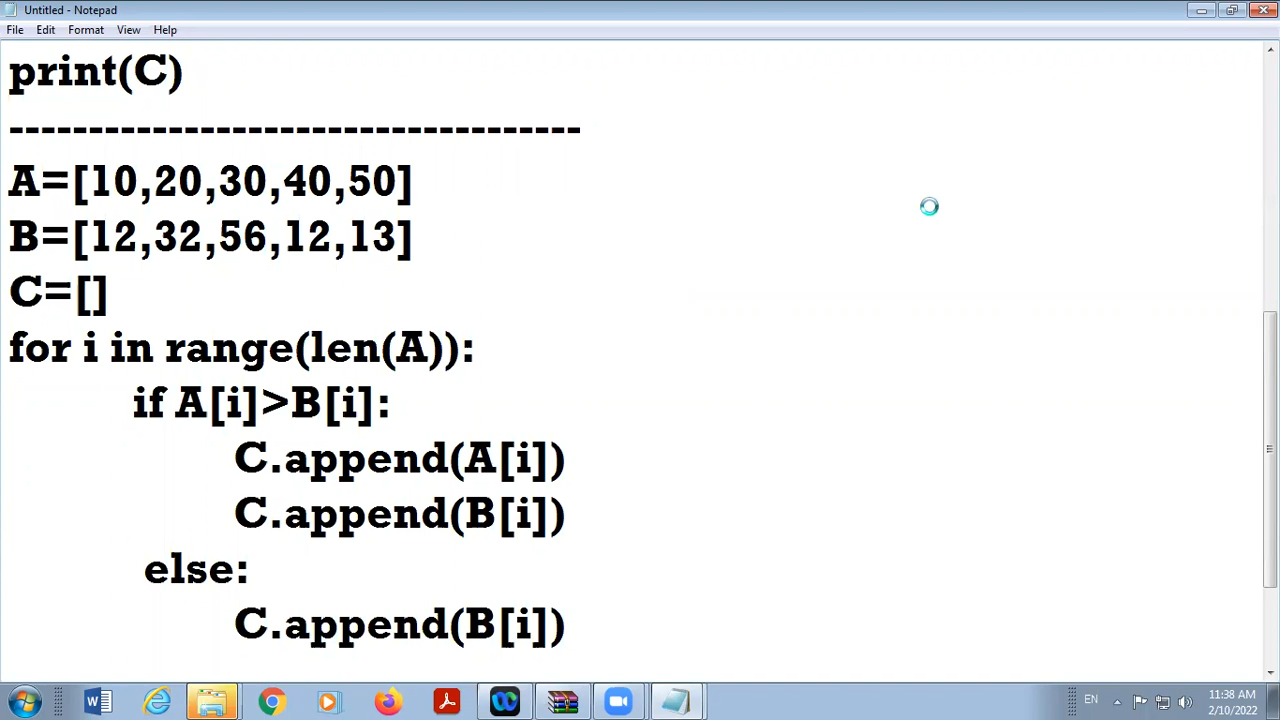 Untitled - Notepad
File Edit Format View Help
print(C)
------------------------------------
A=[10,20,30,40,50]
B=[12,32,56,12,13]
C=[]
for i in range(len(A)):
if A[i]>B[i]:
C.append(A[i])
C.append(B[i])
else:
C.append(B[i])
EN
11:38 AM
2/10/2022